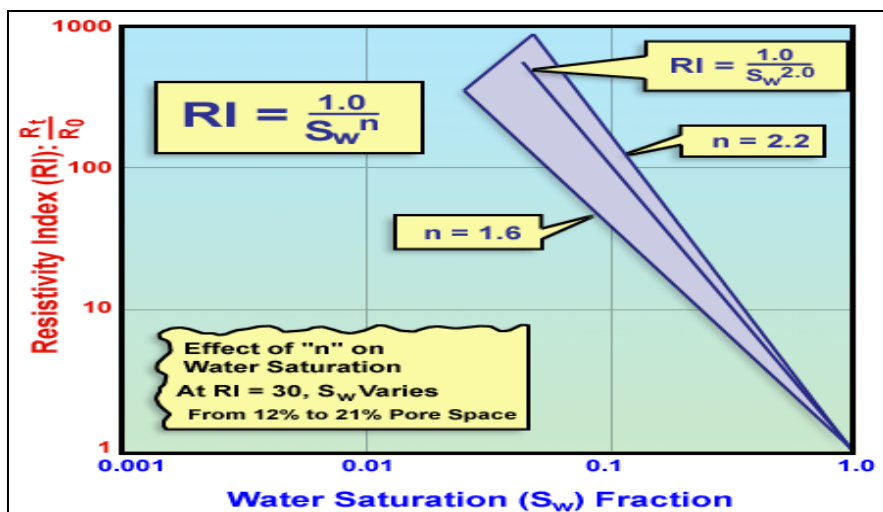 1000
100
10
1
Resistivity Index (RI): Rt/R0
RI = 1.0/Sw^n
RI = 1.0/Sw^2.0
n = 2.2
n = 1.6
Effect of "n" on
Water Saturation
At RI = 30, Sw Varies
From 12% to 21% Pore Space
0.001 0.01 0.1 1.0
Water Saturation (Sw) Fraction